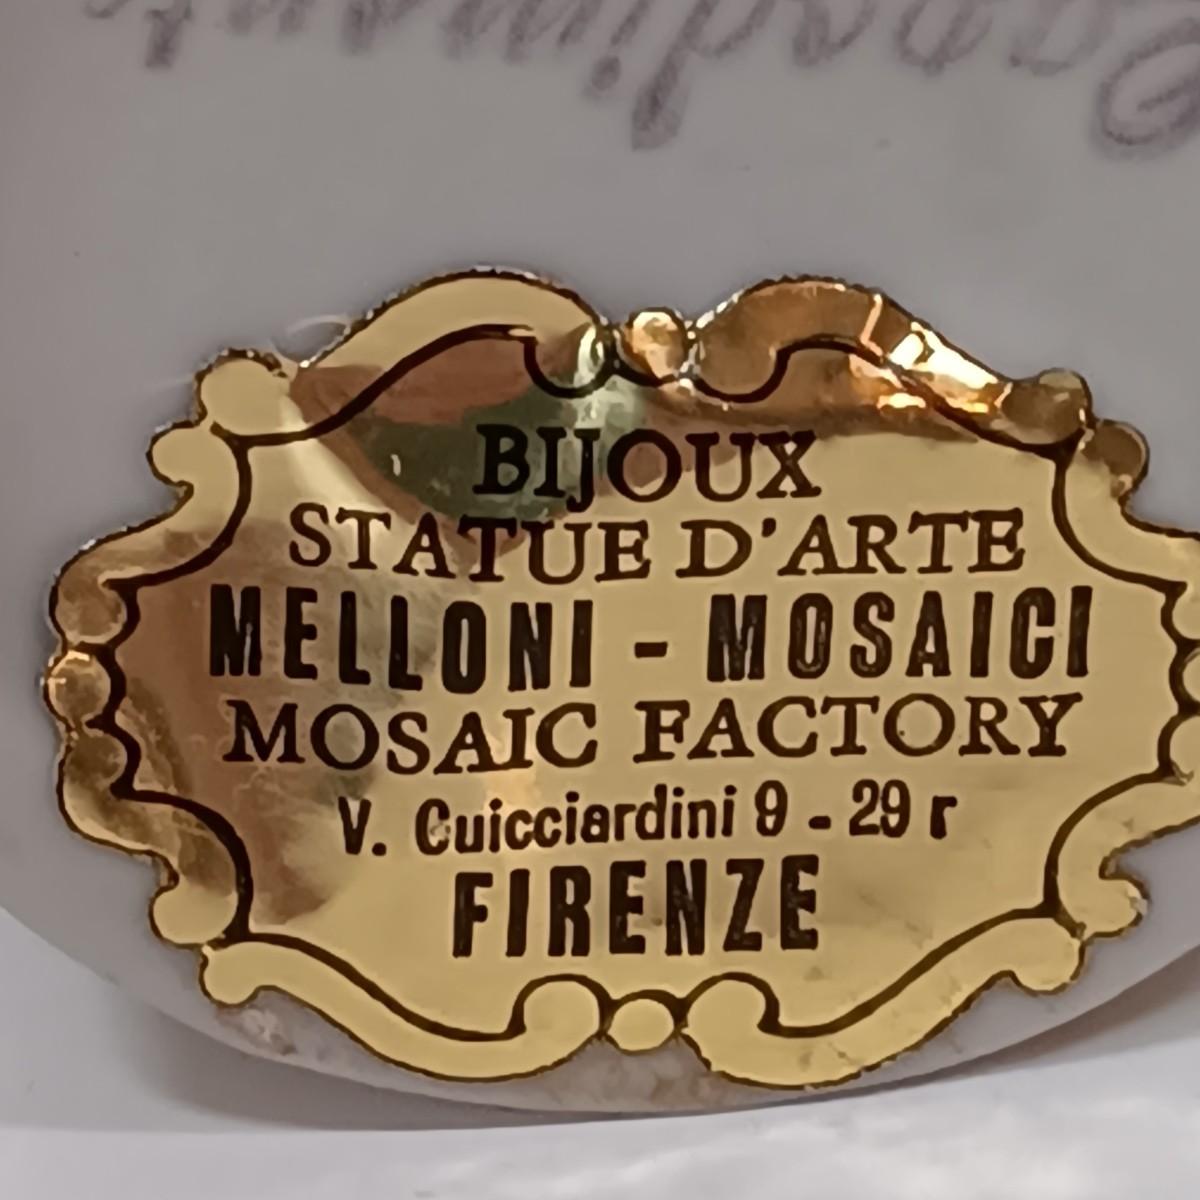 BIJOUX
STATUE D'ARTE
MELLONI - MOSAICI
MOSAIC FACTORY
V. Cuicciardini 9 - 29 r
FIRENZE